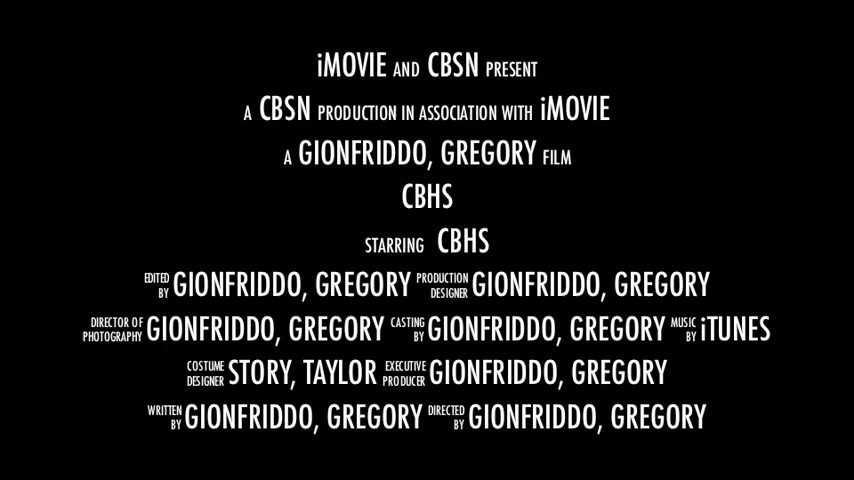 iMOVIE AND CBSN PRESENT
A CBSN PRODUCTION IN ASSOCIATION WITH iMOVIE
A GIONFRIDDO, GREGORY FILM
CBHS
STARRING CBHS
EDITED BY GIONFRIDDO, GREGORY PRODUCTION DESIGNER GIONFRIDDO, GREGORY
DIRECTOR OF PHOTOGRAPHY GIONFRIDDO, GREGORY CASTING BY GIONFRIDDO, GREGORY MUSIC BY iTUNES
COSTUME DESIGNER STORY, TAYLOR EXECUTIVE PRODUCER GIONFRIDDO, GREGORY
WRITTEN BY GIONFRIDDO, GREGORY DIRECTED BY GIONFRIDDO, GREGORY